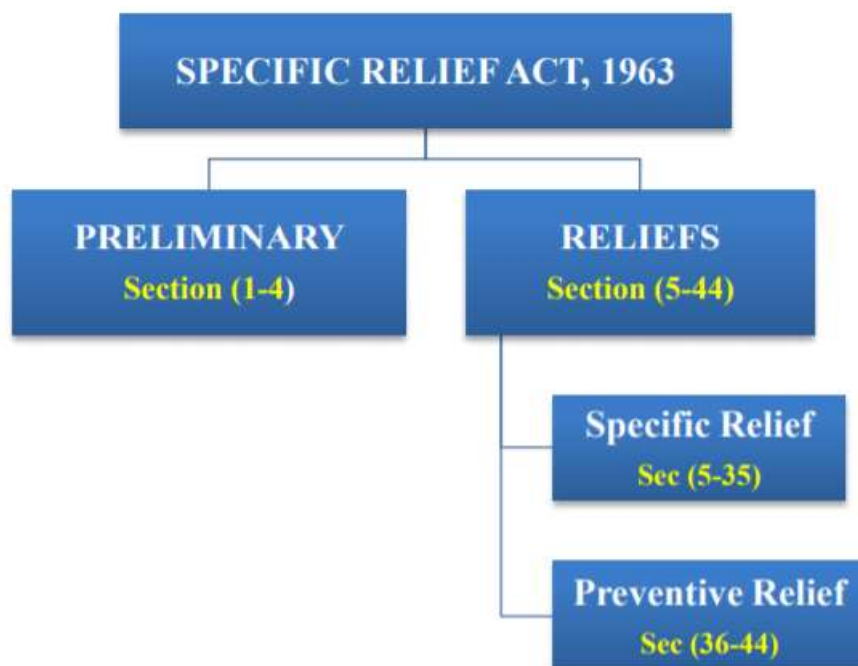 SPECIFIC RELIEF ACT, 1963
PRELIMINARY
Section (1-4)
RELIEFS
Section (5-44)
Specific Relief
Sec (5-35)
Preventive Relief
Sec (36-44)